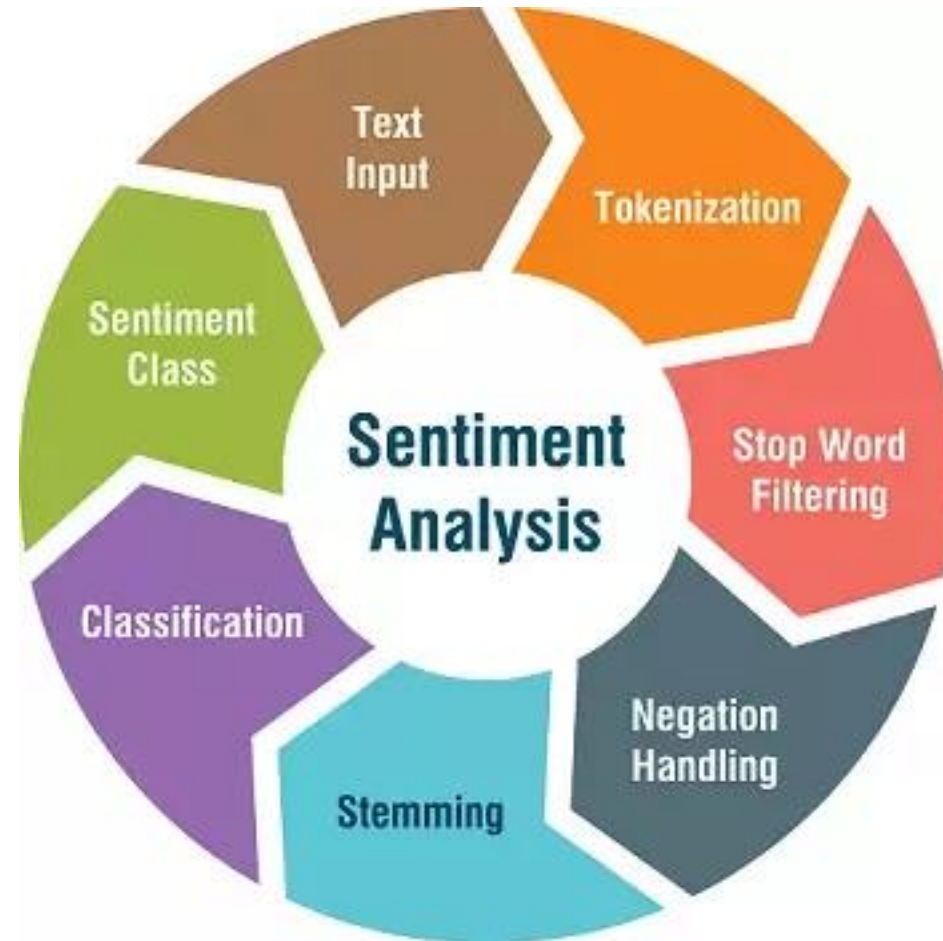 Text
Input
Tokenization
Stop Word
Filtering
Negation
Handling
Stemming
Classification
Sentiment
Class
Sentiment
Analysis